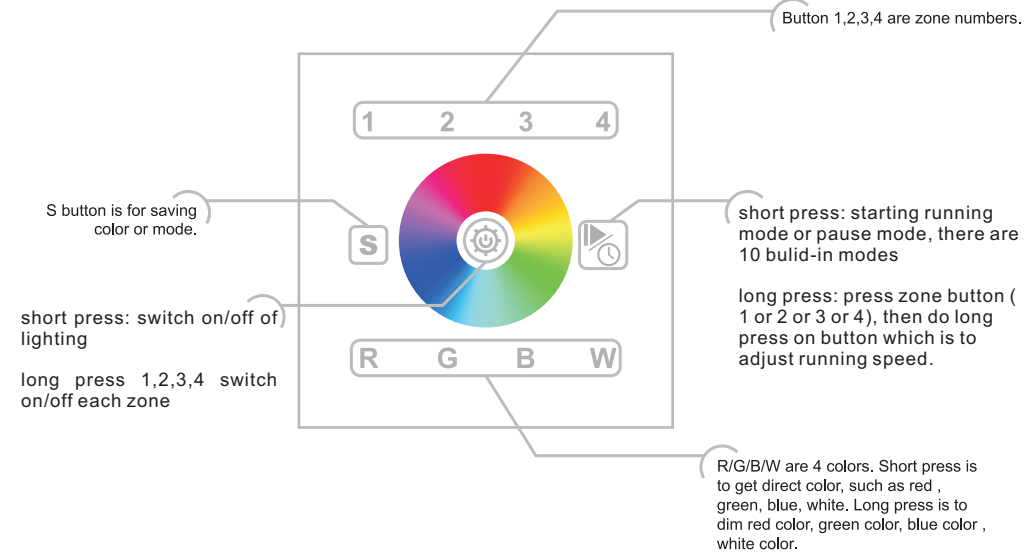 Button 1,2,3,4 are zone numbers.
1 2 3 4
S button is for saving
color or mode.
S
short press: starting running
mode or pause mode, there are
10 bulid-in modes
long press: press zone button (
1 or 2 or 3 or 4), then do long
press on button which is to
adjust running speed.
short press: switch on/off of
lighting
long press 1,2,3,4 switch
on/off each zone
R G B W
R/G/B/W are 4 colors. Short press is
to get direct color, such as red ,
green, blue, white. Long press is to
dim red color, green color, blue color ,
white color.